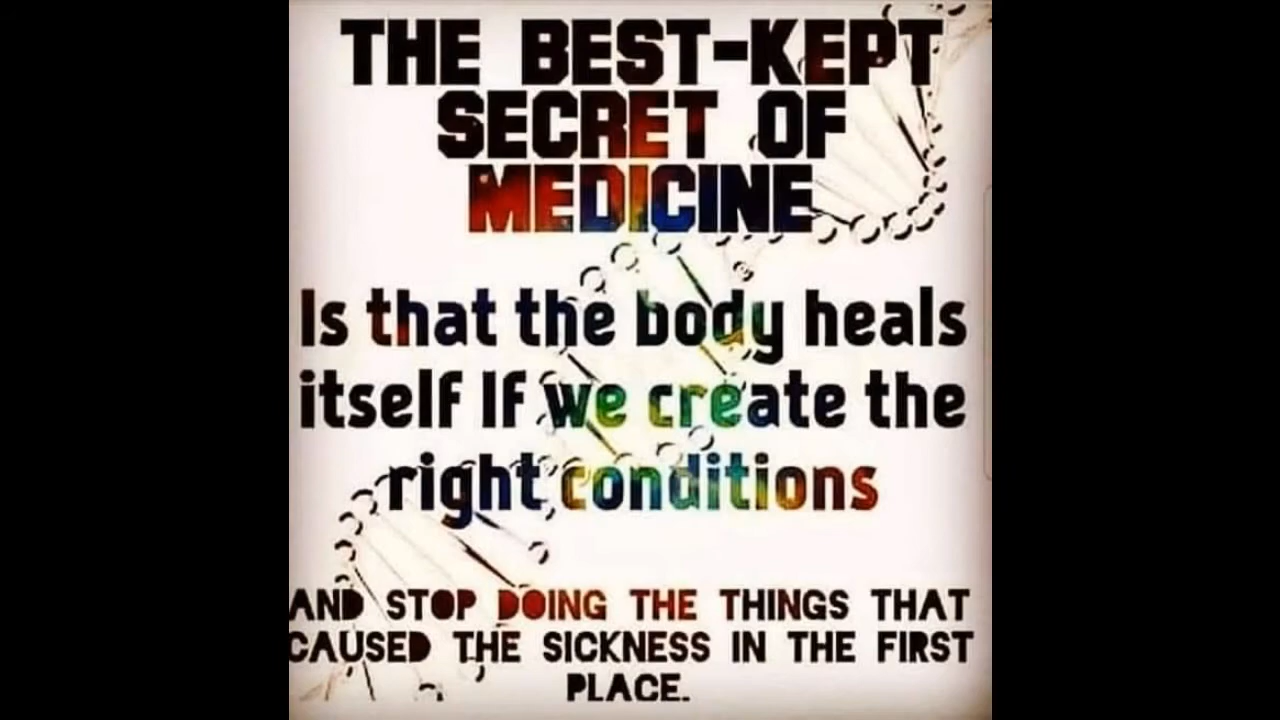 THE BEST-KEPT
SECRET OF
MEDICINE
Is that the body heals
itself If we create the
right conditions
AND STOP DOING THE THINGS THAT
CAUSED THE SICKNESS IN THE FIRST
PLACE.